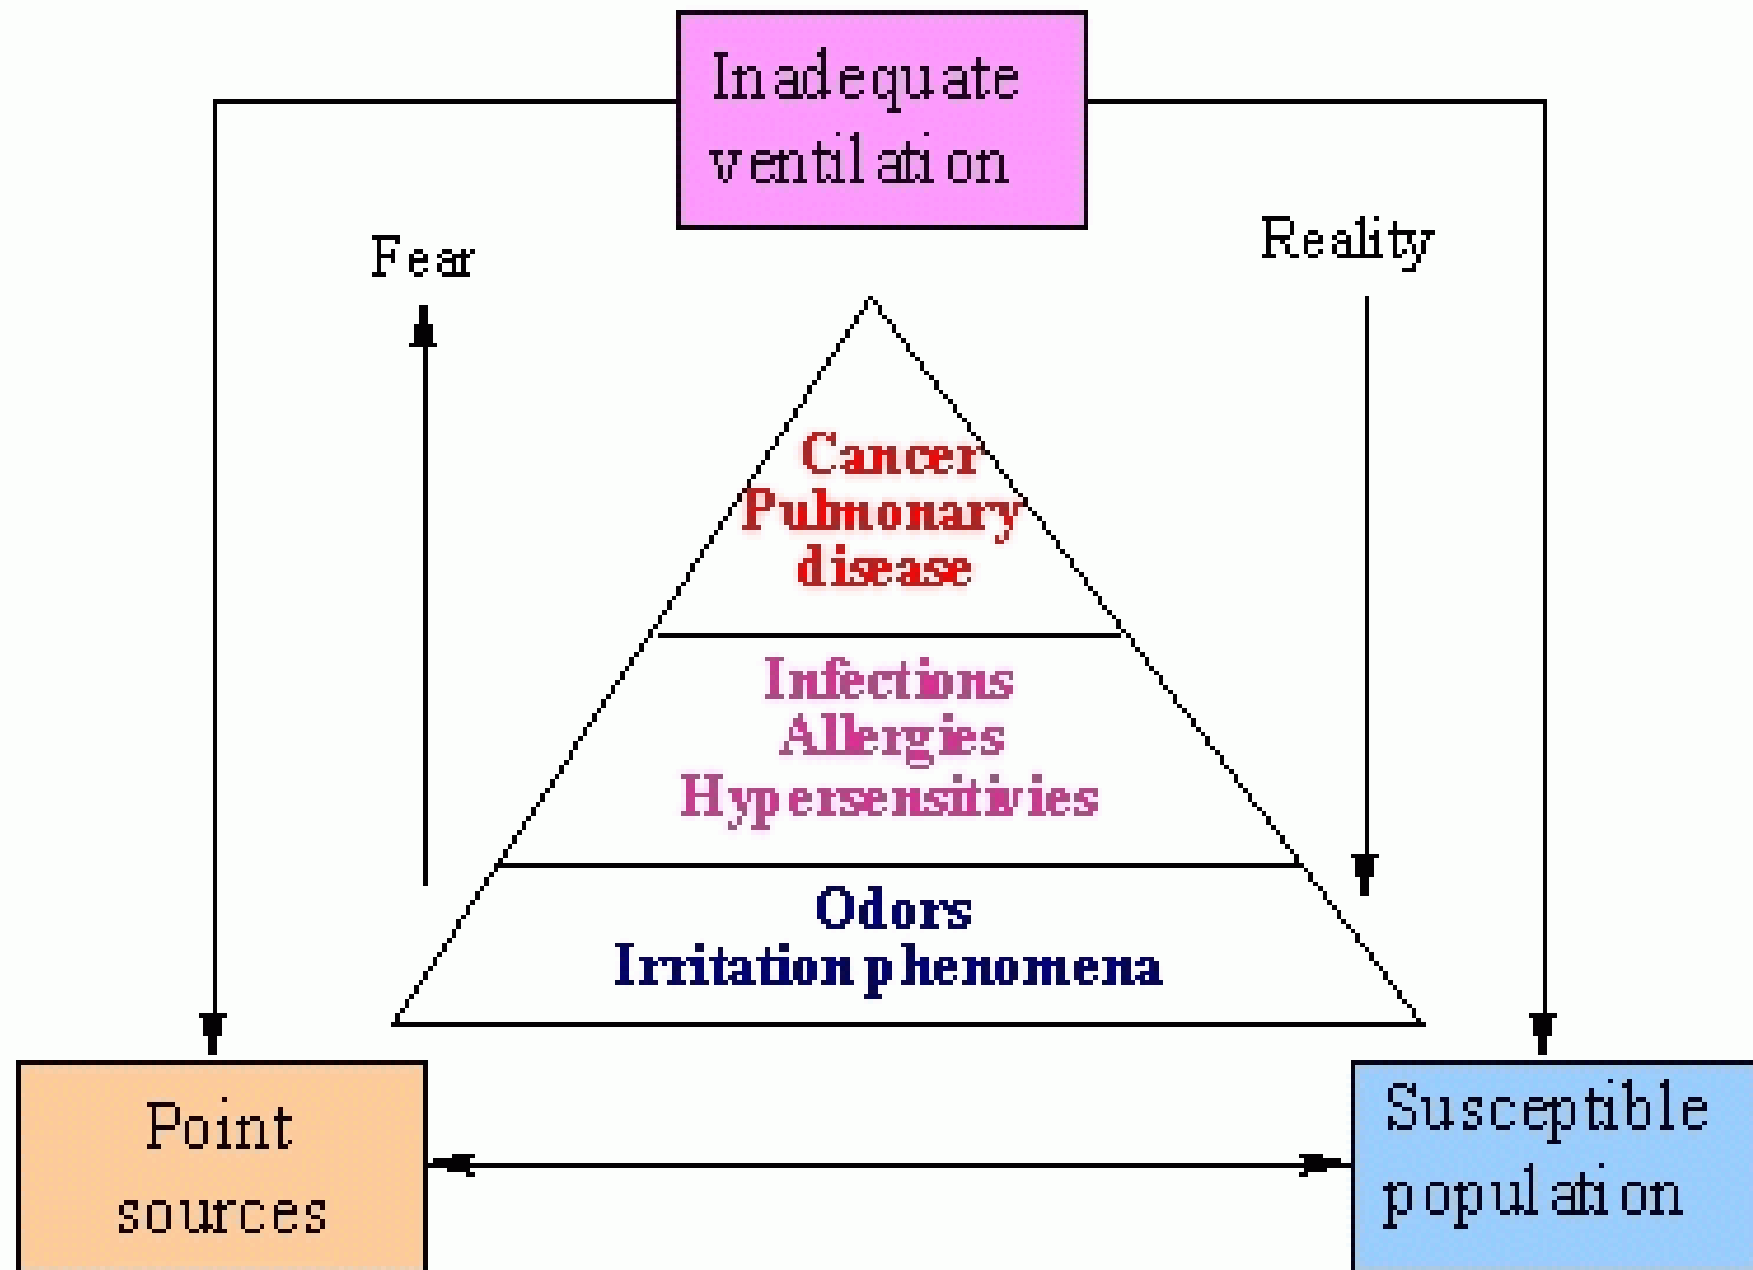 Inadequate
ventilation
Fear
Reality
Cancer
Pulmonary
disease
Infections
Allergies
Hypersensitivies
Odors
Irritation phenomena
Point
sources
Susceptible
population